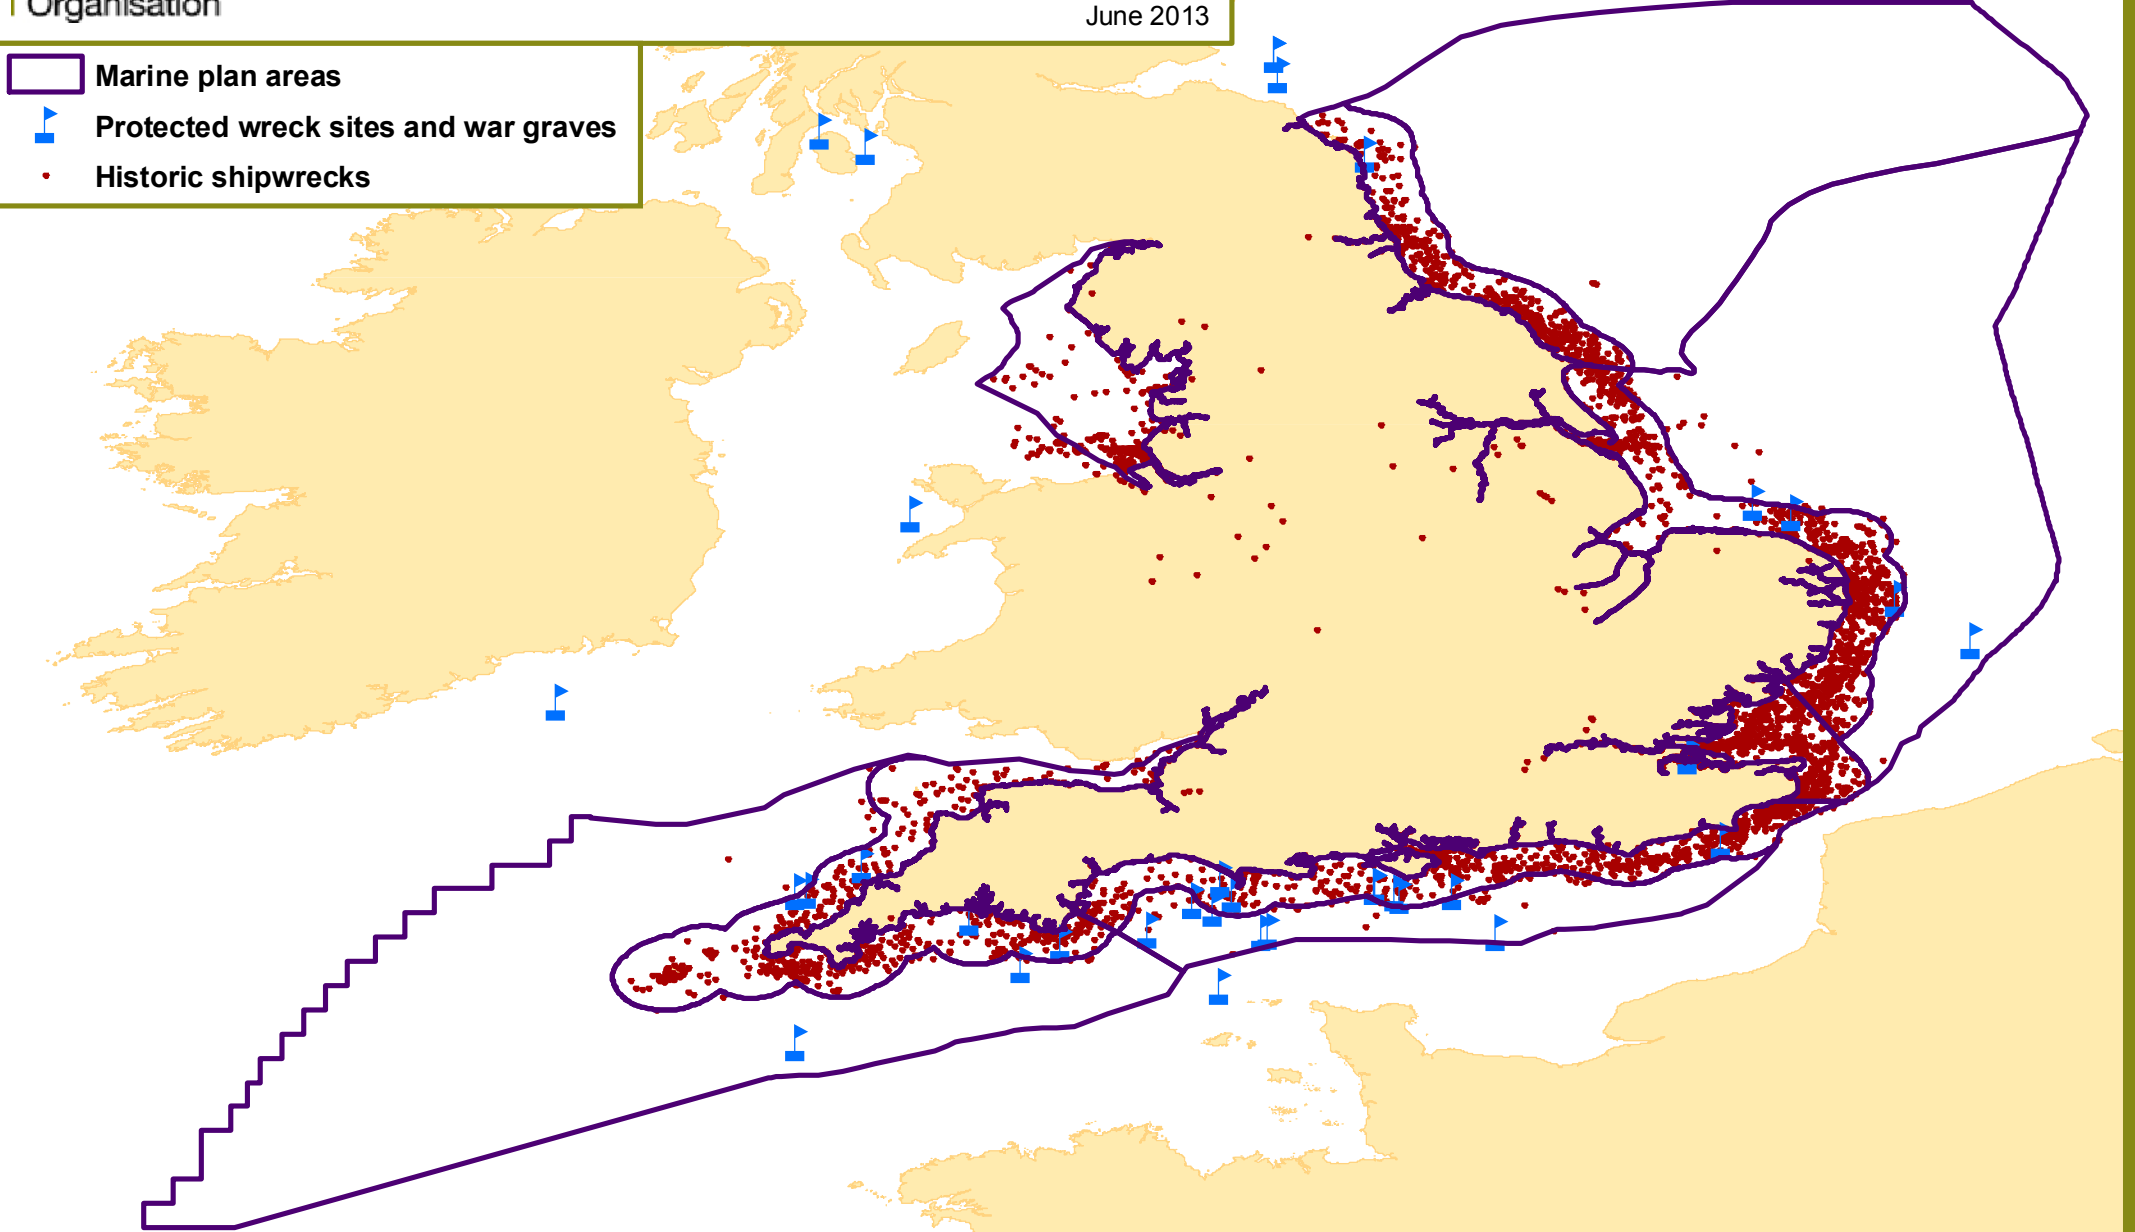 Organisation
June 2013
Marine plan areas
Protected wreck sites and war graves
Historic shipwrecks